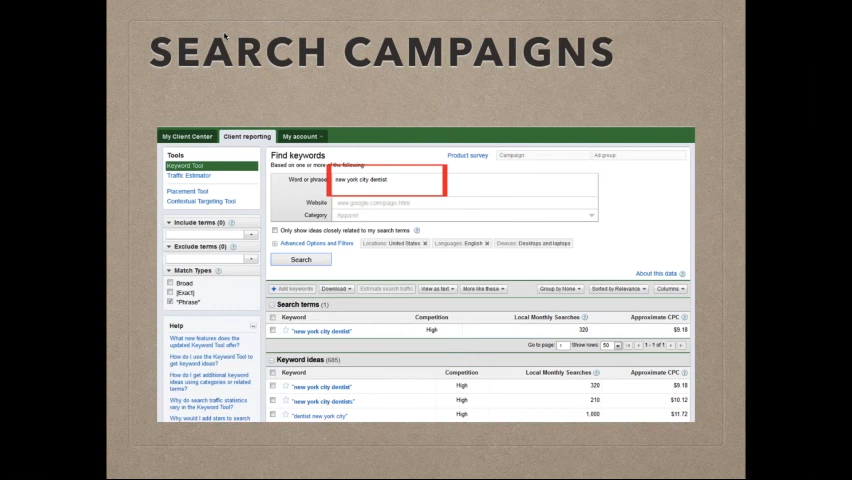 SEARCH CAMPAIGNS
My Client Center Client reporting My account
Tools
Keyword Tool
Traffic Estimator
Placement Tool
Contextual Targeting Tool
Include terms (0)
Exclude terms (0)
Match Types
Broad
[Exact]
"Phrase"
Help
What new features does the
updated Keyword Tool offer?
How do I use the Keyword Tool to
get keyword ideas?
How do I get additional keyword
ideas using categories or related
terms?
Why do search traffic statistics
vary in the Keyword Tool?
Why would I add stars to search
Find keywords
Based on one or more of the following:
Product survey Campaign Ad group
Word or phrase new york city dentist
Website www.google.com/page.html
Category Apparel
Only show ideas closely related to my search terms
Advanced Options and Filters Locations: United States Languages: English Devices: Desktops and laptops
Search
About this data
+ Add keywords Download Estimate search traffic View as text More like these Group by None Sorted by Relevance Columns
Search terms (1)
Keyword Competition Local Monthly Searches Approximate CPC
"new york city dentist" High 320 $9.18
Go to page: 1 Show rows: 50 1 - 1 of 1
Keyword ideas (685)
Keyword Competition Local Monthly Searches Approximate CPC
"new york city dentist" High 320 $9.18
"new york city dentists" High 210 $10.12
"dentist new york city" High 1,000 $11.72